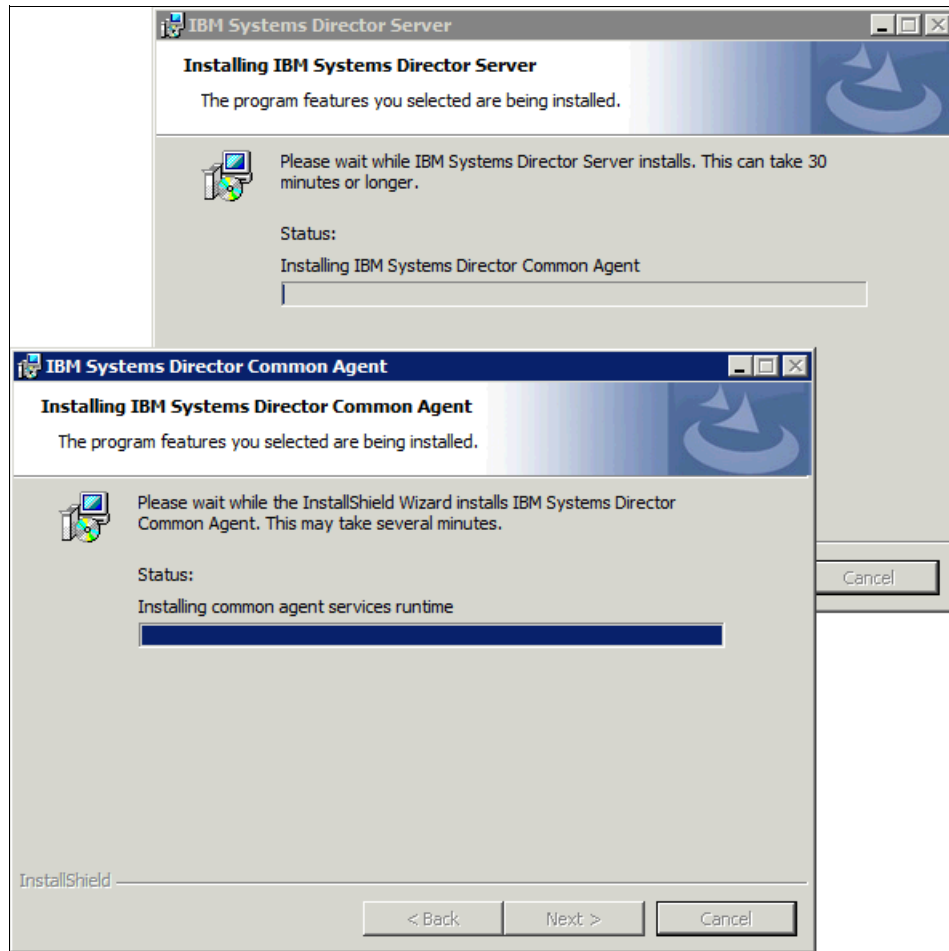 IBM Systems Director Server
Installing IBM Systems Director Server
The program features you selected are being installed.
Please wait while IBM Systems Director Server installs. This can take 30
minutes or longer.
Status:
Installing IBM Systems Director Common Agent
Cancel
IBM Systems Director Common Agent
Installing IBM Systems Director Common Agent
The program features you selected are being installed.
Please wait while the InstallShield Wizard installs IBM Systems Director
Common Agent. This may take several minutes.
Status:
Installing common agent services runtime
InstallShield
< Back
Next >
Cancel